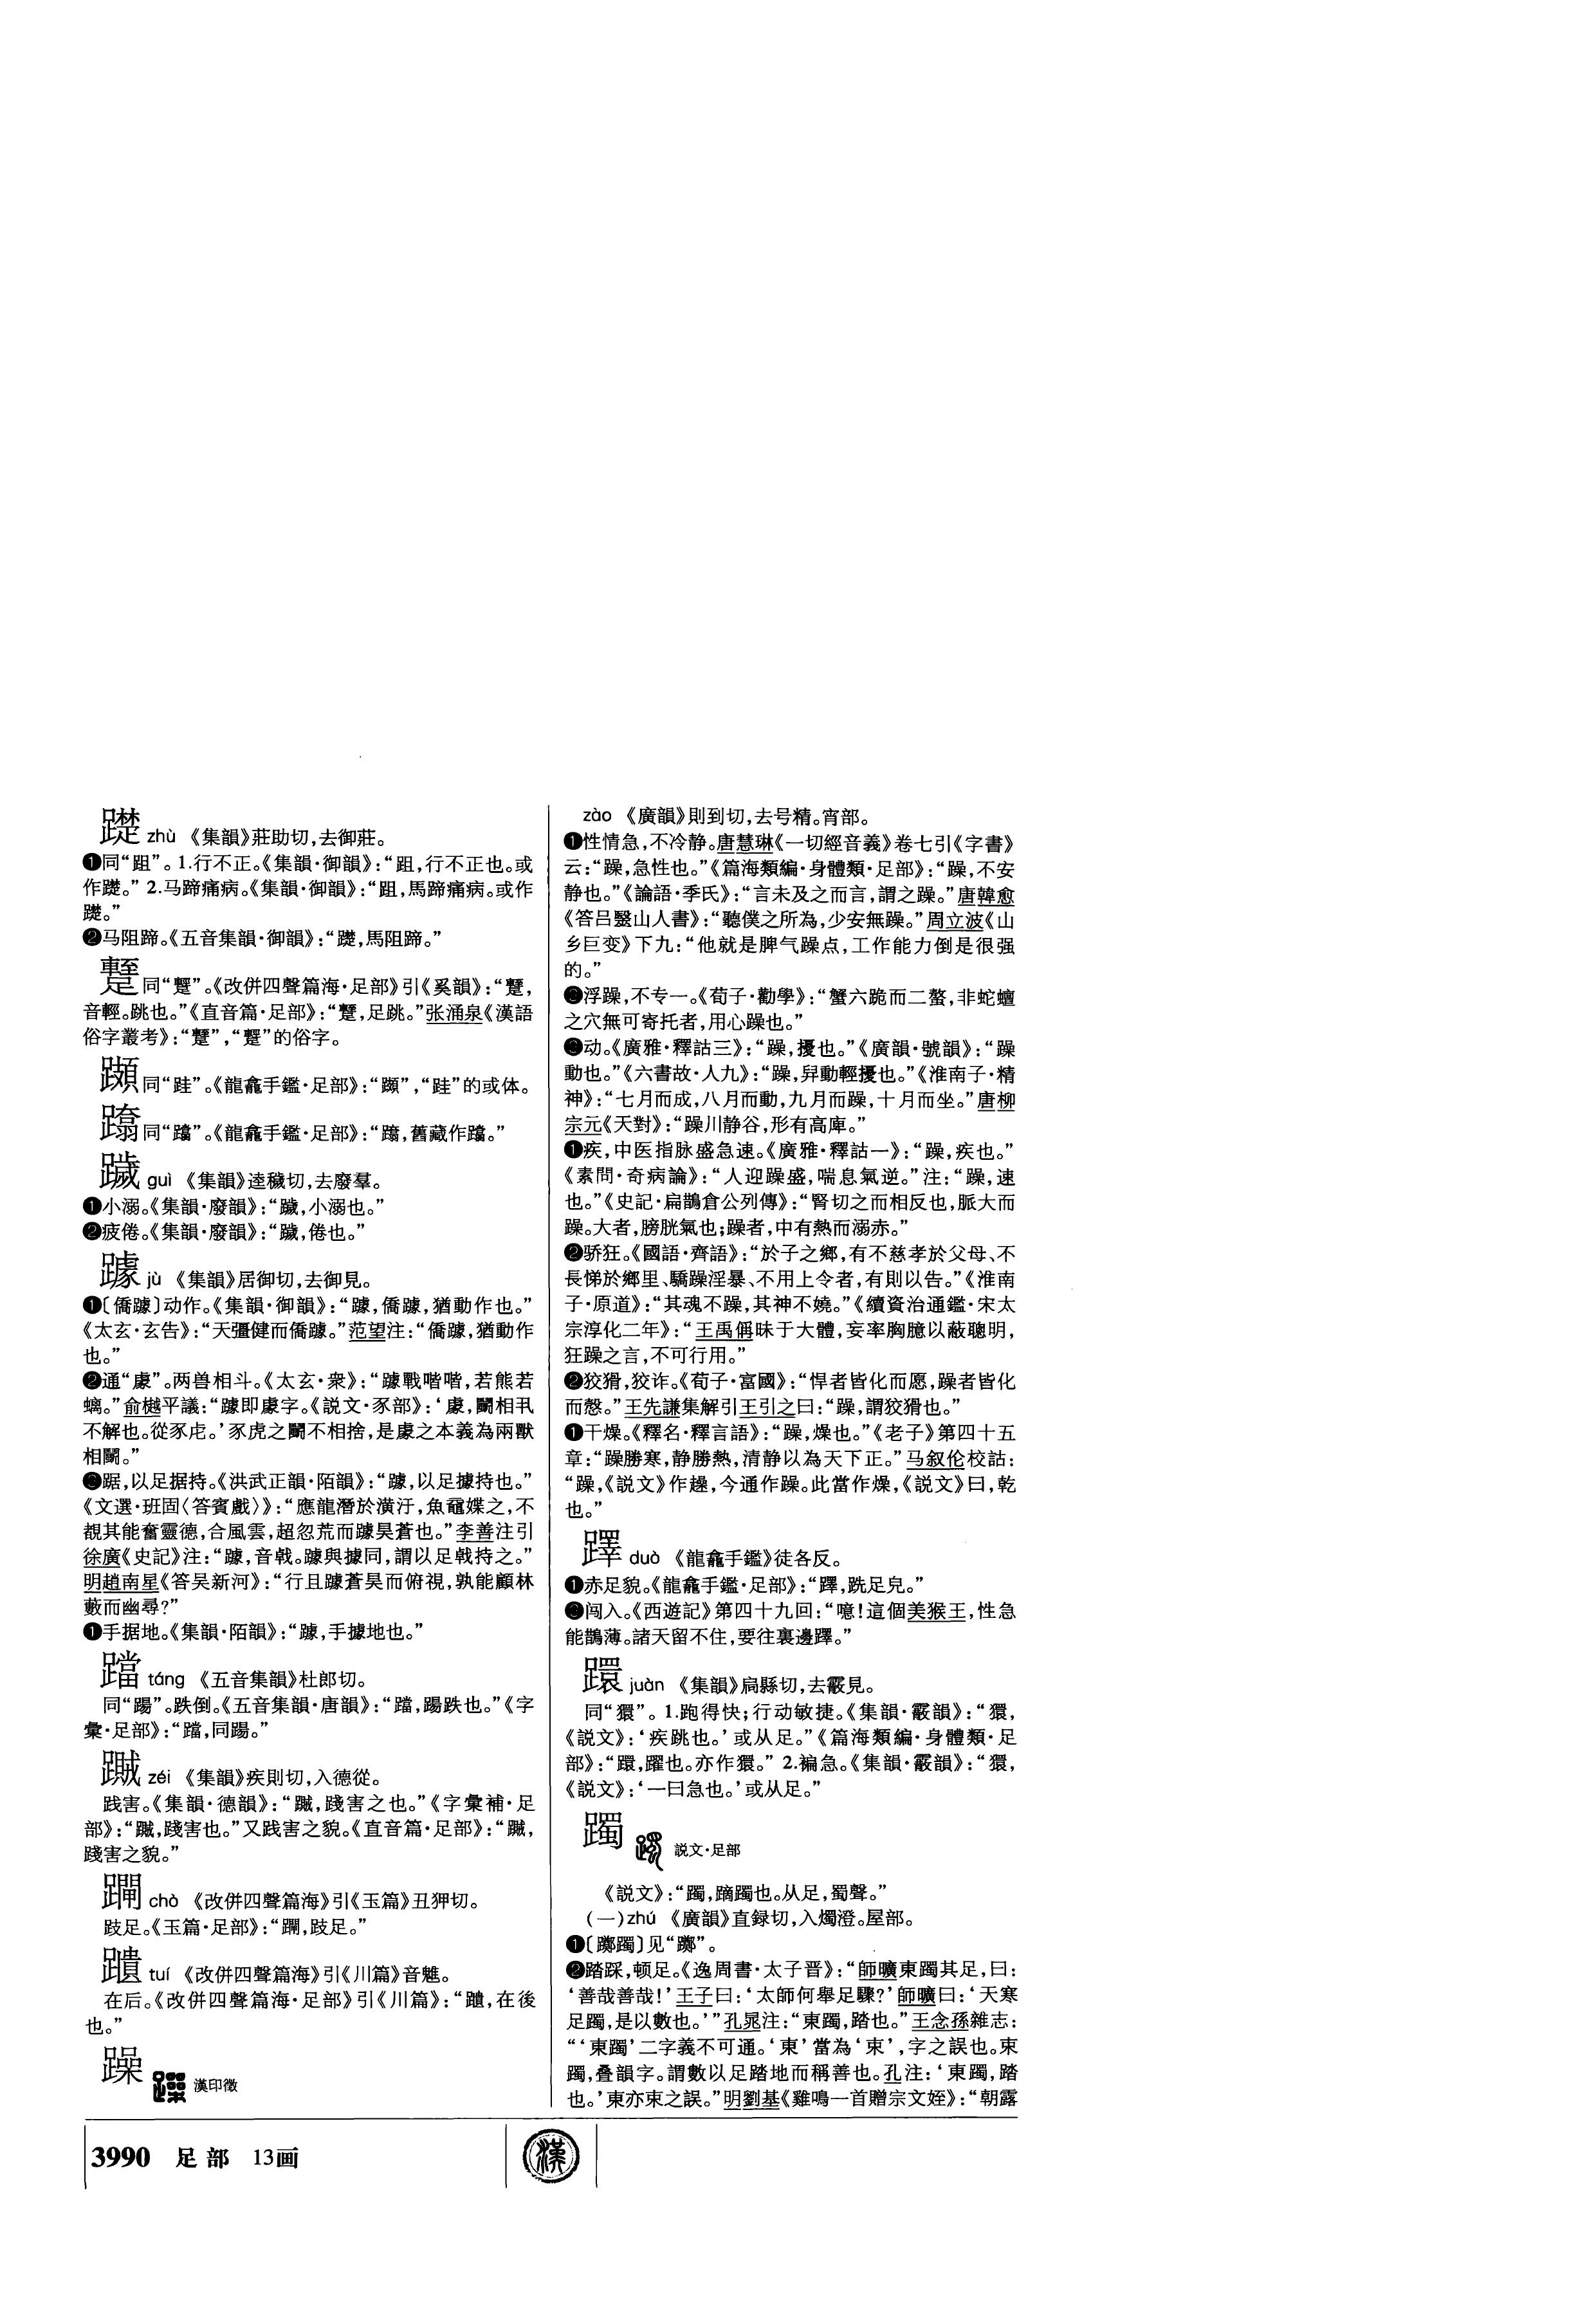 zhù 《集韻》莊助切,去御莊。
❶同“跙”。1.行不正。《集韻·御韻》:“跙,行不正也。或
作躆。” 2.马蹄痛病。《集韻·御韻》:“跙,馬蹄痛病。或作
❷马阻蹄。《五音集韻·御韻》:“,馬阻蹄。”
同“”。《改併四聲篇海·足部》引《奚韻》:“,
音輕。跳也。”《直音篇·足部》:“,足跳。”张涌泉《漢語
俗字叢考》:“”,“”的俗字。
同“跬”。《龍龕手鑑·足部》:“”,“跬”的或体。
同“”。《龍龕手鑑·足部》:“,舊藏作。”
guì 《集韻》逵穢切,去廢羣。
❶小溺。《集韻·廢韻》:“,小溺也。”
❷疲倦。《集韻·廢韻》:“,倦也。”
躆 jù 《集韻》居御切,去御見。
❶〔僑躆〕动作。《集韻·御韻》:“躆,僑躆,猶動作也。”
《太玄·玄告》:“天彊健而僑躆。”范望注:“僑躆,猶動作
也。”
❷通“豦”。两兽相斗。《太玄·衆》:“躆戰喈喈,若熊若
螭。”俞樾平議:“躆即豦字。《説文·豕部》:‘豦,鬭相丮
不解也。從豕虍。’豕虎之鬭不相捨,是豦之本義為兩獸
相鬭。”
❸踞,以足据持。《洪武正韻·陌韻》:“躆,以足據持也。”
《文選·班固〈答賓戲〉》:“應龍潛於潢汙,魚黿媟之,不
覩其能奮靈德,合風雲,超忽荒而躆昊蒼也。”李善注引
徐廣《史記》注:“躆,音戟。躆與據同,謂以足戟持之。”
明趙南星《答吴新河》:“行且躆蒼昊而俯視,孰能顧林
藪而幽尋?”
❶手据地。《集韻·陌韻》:“躆,手據地也。”
蹚 táng 《五音集韻》杜郎切。
同“踼”。跌倒。《五音集韻·唐韻》:“,踼跌也。”《字
彙·足部》:“,同踼。”
zéi 《集韻》疾則切,入德從。
践害。《集韻·德韻》:“,踐害之也。”《字彙補·足
部》:“,踐害也。”又践害之貌。《直音篇·足部》:“,
踐害之貌。”
chò 《改併四聲篇海》引《玉篇》丑狎切。
跂足。《玉篇·足部》:“,跂足。”
tuí 《改併四聲篇海》引《川篇》音魋。
在后。《改併四聲篇海·足部》引《川篇》:“,在後
也。”
躁 漢印徵
zào 《廣韻》則到切,去号精。宵部。
❶性情急,不冷静。唐慧琳《一切經音義》卷七引《字書》
云:“躁,急性也。”《篇海類編·身體類·足部》:“躁,不安
静也。”《論語·季氏》:“言未及之而言,謂之躁。”唐韓愈
《答吕毉山人書》:“聽僕之所為,少安無躁。”周立波《山
乡巨变》下九:“他就是脾气躁点,工作能力倒是很强
的。”
❷浮躁,不专一。《荀子·勸學》:“蟹六跪而二螯,非蛇蟺
之穴無可寄托者,用心躁也。”
❸动。《廣雅·釋詁三》:“躁,擾也。”《廣韻·號韻》:“躁
動也。”《六書故·人九》:“躁,舁動輕擾也。”《淮南子·精
神》:“七月而成,八月而動,九月而躁,十月而坐。”唐柳
宗元《天對》:“躁川静谷,形有高庳。”
❶疾,中医指脉盛急速。《廣雅·釋詁一》:“躁,疾也。”
《素問·奇病論》:“人迎躁盛,喘息氣逆。”注:“躁,速
也。”《史記·扁鵲倉公列傳》:“腎切之而相反也,脈大而
躁。大者,膀胱氣也;躁者,中有熱而溺赤。”
❷骄狂。《國語·齊語》:“於子之鄉,有不慈孝於父母、不
長悌於鄉里、驕躁淫暴、不用上令者,有則以告。”《淮南
子·原道》:“其魂不躁,其神不嬈。”《續資治通鑑·宋太
宗淳化二年》:“王禹偁昧于大體,妄率胸臆以蔽聰明,
狂躁之言,不可行用。”
❷狡猾,狡诈。《荀子·富國》:“悍者皆化而愿,躁者皆化
而慤。”王先謙集解引王引之曰:“躁,謂狡猾也。”
❶干燥。《釋名·釋言語》:“躁,燥也。”《老子》第四十五
章:“躁勝寒,静勝熱,清静以為天下正。”马叙伦校詁:
“躁,《説文》作趮,今通作躁。此當作燥,《説文》曰,乾
也。”
duò 《龍龕手鑑》徒各反。
❶赤足貌。《龍龕手鑑·足部》:“,跣足皃。”
❷闯入。《西遊記》第四十九回:“噫!這個美猴王,性急
能鵲薄。諸天留不住,要往裏邊。”
躈 juàn 《集韻》扃縣切,去霰見。
同“獧”。1.跑得快;行动敏捷。《集韻·霰韻》:“獧,
《説文》:‘疾跳也。’或从足。”《篇海類編·身體類·足
部》:“,躍也。亦作獧。” 2.褊急。《集韻·霰韻》:“獧,
《説文》:‘一曰急也。’或从足。”
躅 説文·足部
《説文》:“躅,蹢躅也。从足,蜀聲。”
(一)zhú 《廣韻》直録切,入燭澄。屋部。
❶〔躑躅〕见“躑”。
❷踏踩,顿足。《逸周書·太子晋》:“師曠東躅其足,曰:
‘善哉善哉!’王子曰:‘太師何舉足驟?’師曠曰:‘天寒
足躅,是以數也。’”孔晁注:“東躅,踏也。”王念孫雜志:
“‘東躅’二字義不可通。‘東’當為‘束’,字之誤也。束
躅,叠韻字。謂數以足踏地而稱善也。孔注:‘東躅,踏
也。’東亦束之誤。”明劉基《雞鳴一首贈宗文姪》:“朝露
3990 足部 13画
漢